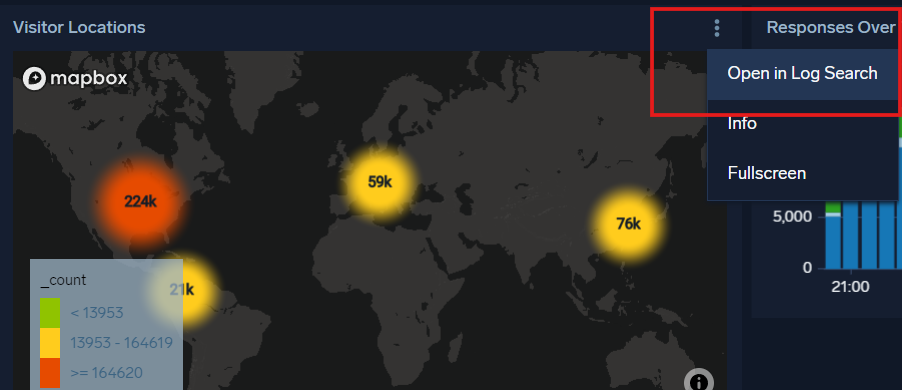 Visitor Locations
Responses Over
mapbox
Open in Log Search
Info
Fullscreen
224k
59k
76k
21k
_count
< 13953
13953 - 164619
>= 164620
5,000
0
21:00